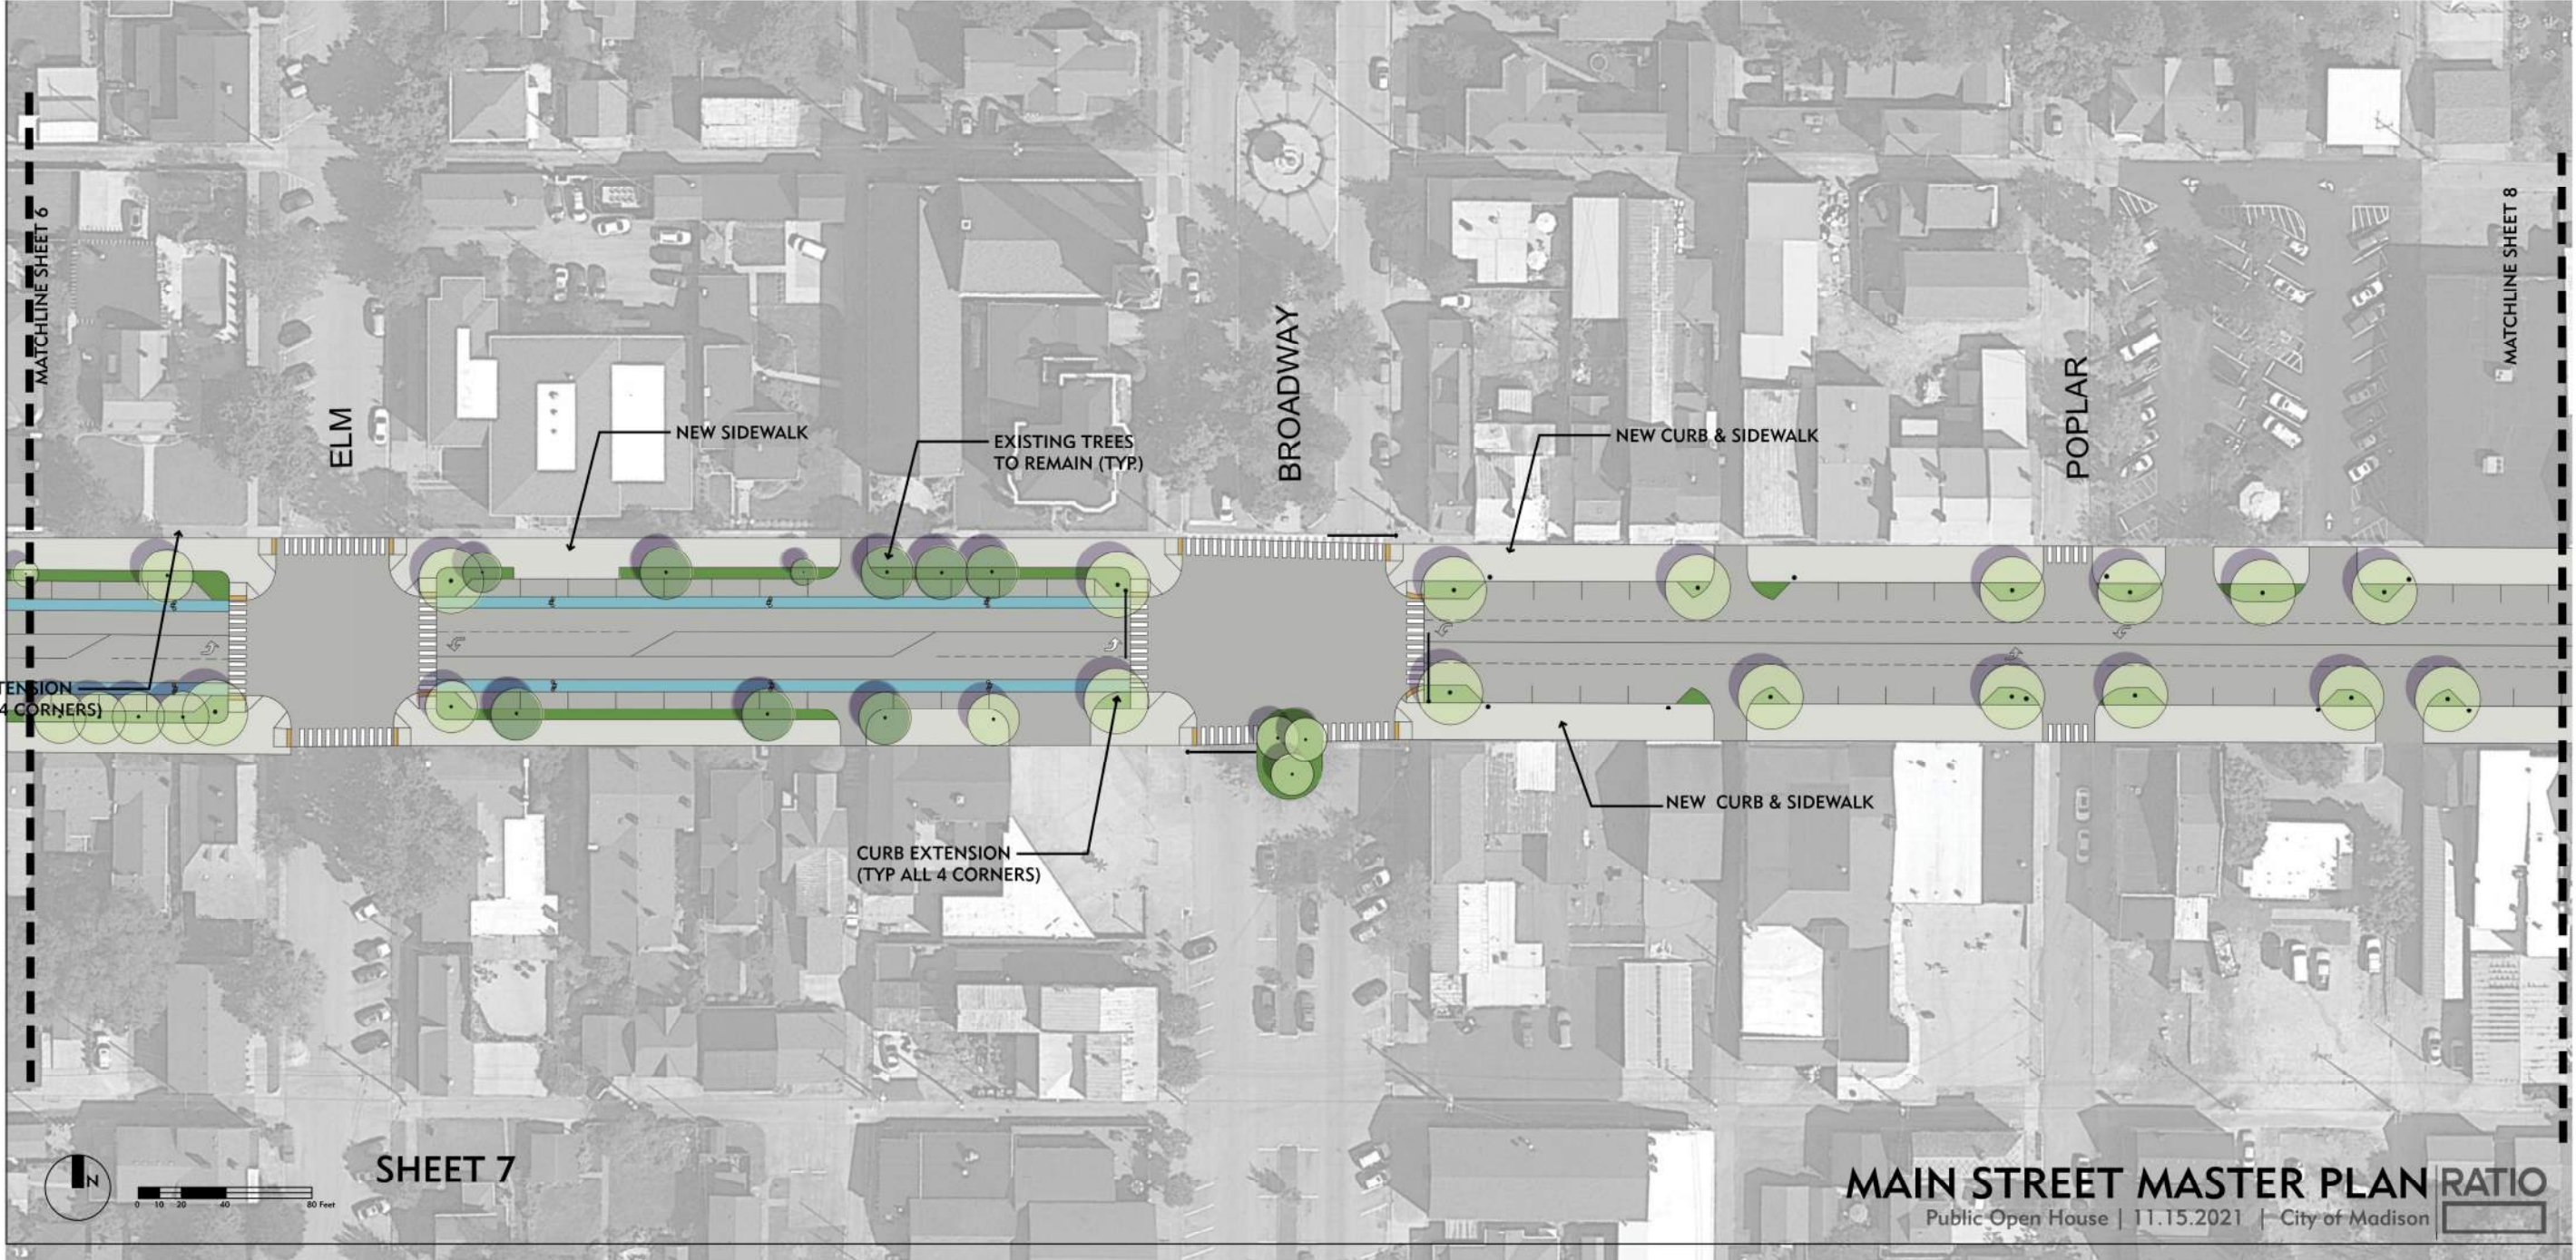 MATCHLINE SHEET 6
ELM
NEW SIDEWALK
EXISTING TREES
TO REMAIN (TYP.)
BROADWAY
NEW CURB & SIDEWALK
POPLAR
MATCHLINE SHEET 8
TENSION
4 CORNERS)
NEW CURB & SIDEWALK
CURB EXTENSION
(TYP ALL 4 CORNERS)
N
0 10 20 40 80 Feet
SHEET 7
MAIN STREET MASTER PLAN
Public Open House | 11.15.2021 | City of Madison
RATIO